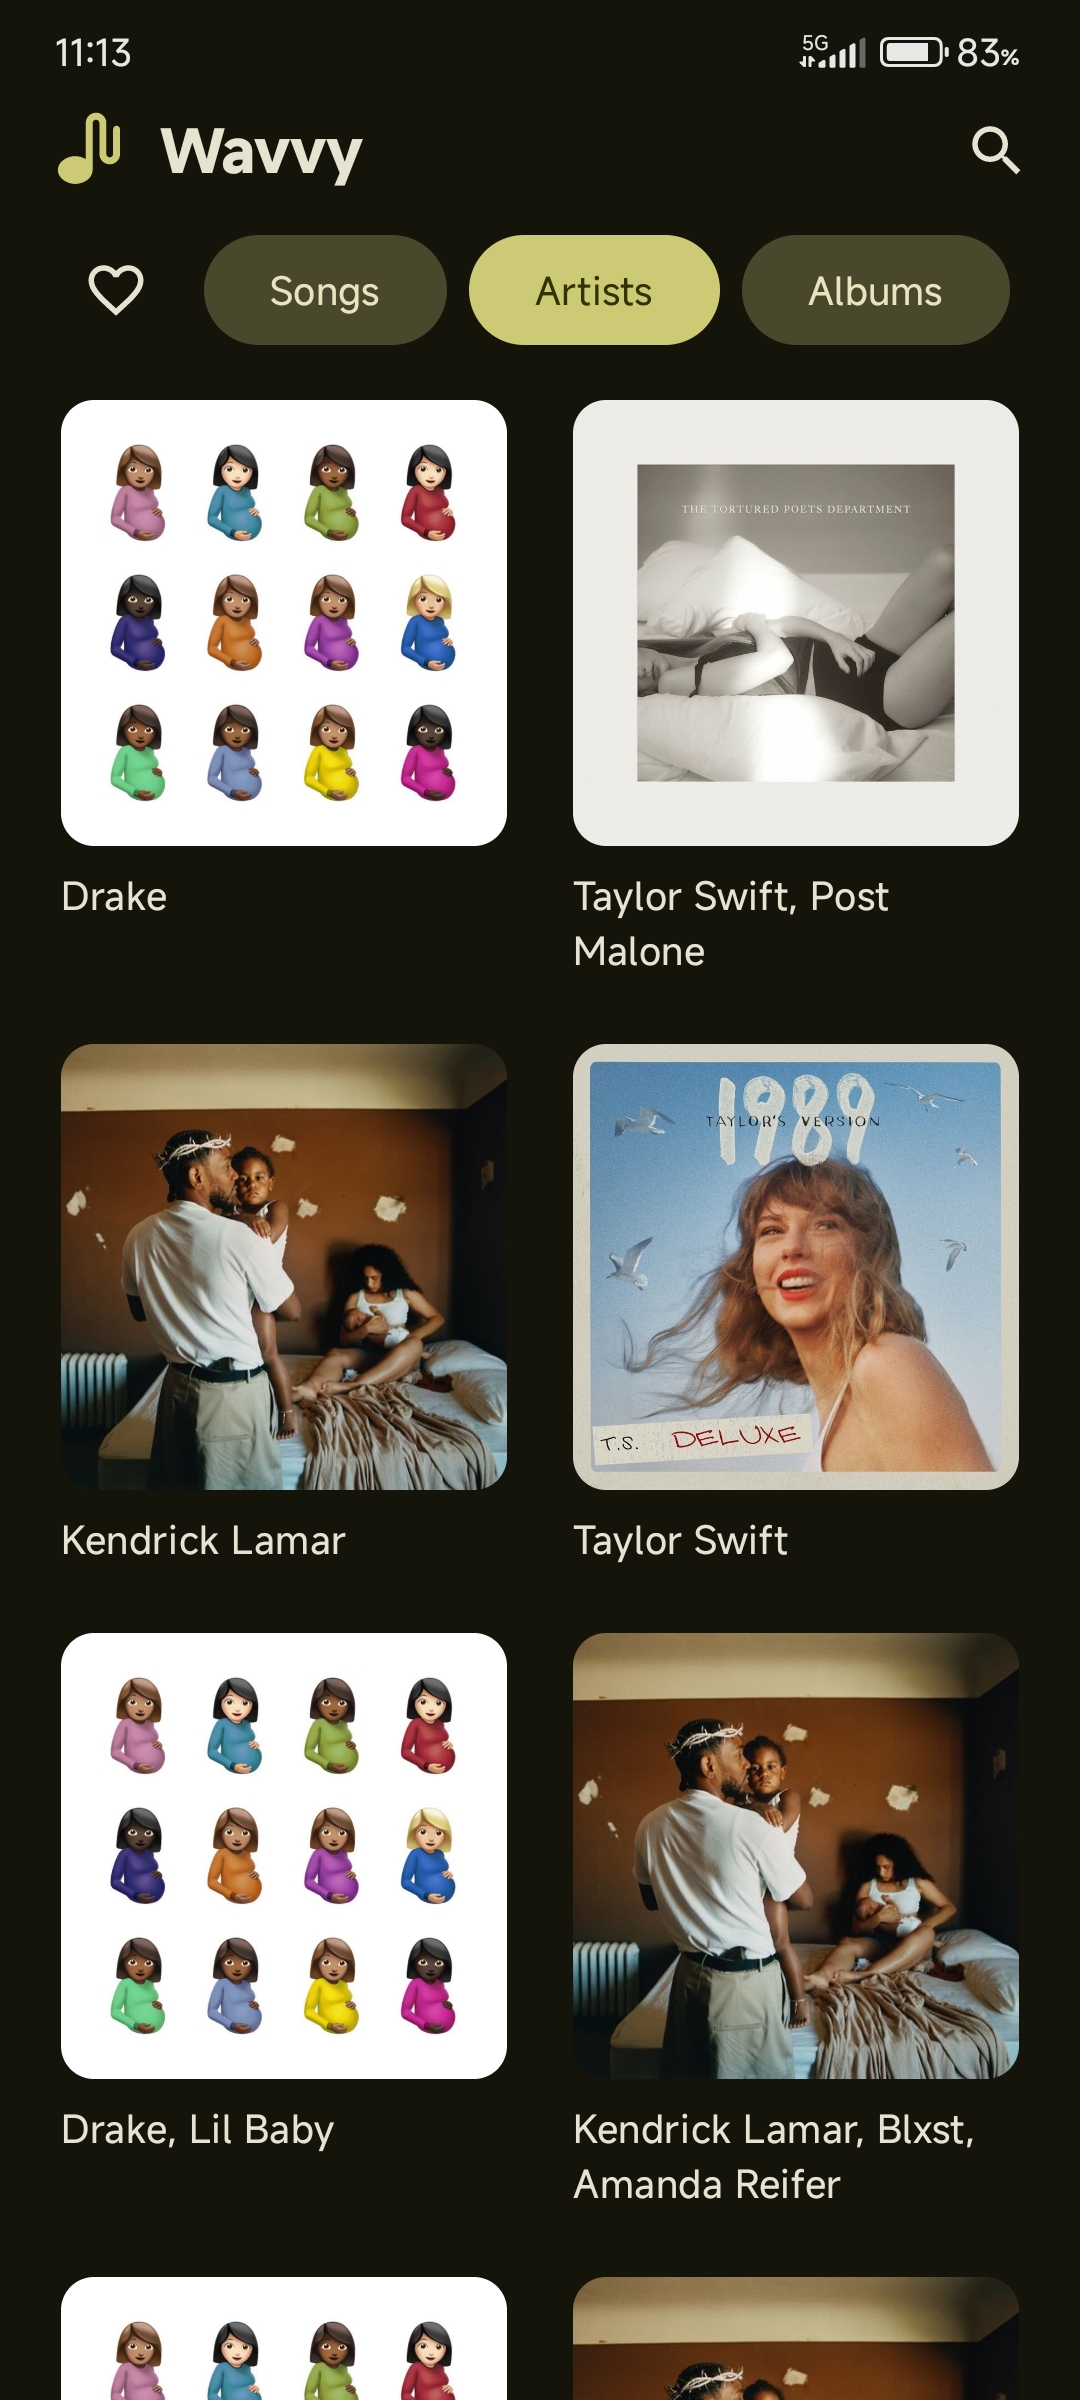 11:13
5G
83%
Wavvy
Songs
Artists
Albums
THE TORTURED POETS DEPARTMENT
Drake
Taylor Swift, Post
Malone
1989
TAYLOR'S VERSION
T.S. DELUXE
Kendrick Lamar
Taylor Swift
Drake, Lil Baby
Kendrick Lamar, Blxst,
Amanda Reifer